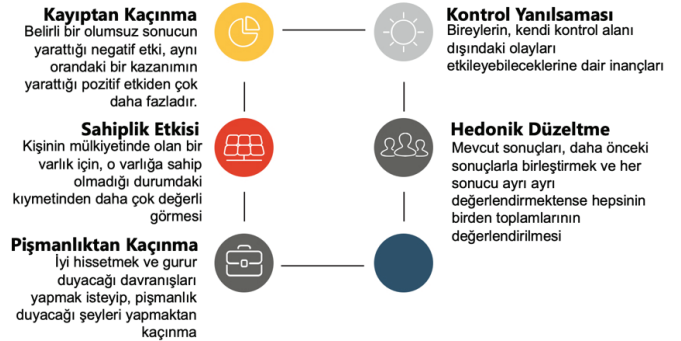 Kayıptan Kaçınma
Belirli bir olumsuz sonucun
yarattığı negatif etki, aynı
orandaki bir kazanımın
yarattığı pozitif etkiden çok
daha fazladır.
Kontrol Yanılsaması
Bireylerin, kendi kontrol alanı
dışındaki olayları
etkileyebileceklerine dair inançları
Sahiplik Etkisi
Kişinin mülkiyetinde olan bir
varlık için, o varlığa sahip
olmadığı durumdaki
kıymetinden daha çok değerli
görmesi
Hedonik Düzeltme
Mevcut sonuçları, daha önceki
sonuçlarla birleştirmek ve her
sonucu ayrı ayrı
değerlendirmektense hepsinin
birden toplamlarının
değerlendirilmesi
Pişmanlıktan Kaçınma
İyi hissetmek ve gurur
duyacağı davranışları
yapmak isteyip, pişmanlık
duyacağı şeyleri yapmaktan
kaçınma